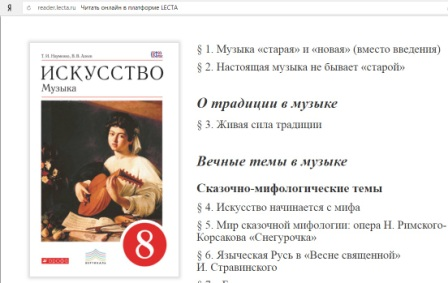 Я
reader.lecta.ru Читать онлайн в платформе LECTA
Т.И. Науменко, В.В. Алеев
ИСКУССТВО
Музыка
8
ДРОФА
ВЕРТИКАЛЬ
§ 1. Музыка «старая» и «новая» (вместо введения)
§ 2. Настоящая музыка не бывает «старой»
О традиции в музыке
§ 3. Живая сила традиции
Вечные темы в музыке
Сказочно-мифологические темы
§ 4. Искусство начинается с мифа
§ 5. Мир сказочной мифологии: опера Н. Римского-
Корсакова «Снегурочка»
§ 6. Языческая Русь в «Весне священной»
И. Стравинского